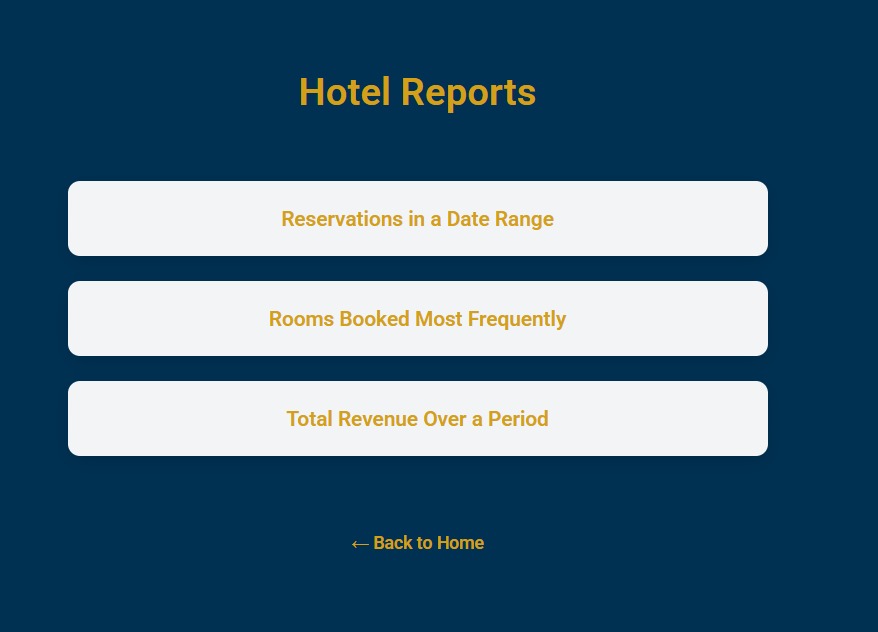 Hotel Reports
Reservations in a Date Range
Rooms Booked Most Frequently
Total Revenue Over a Period
← Back to Home